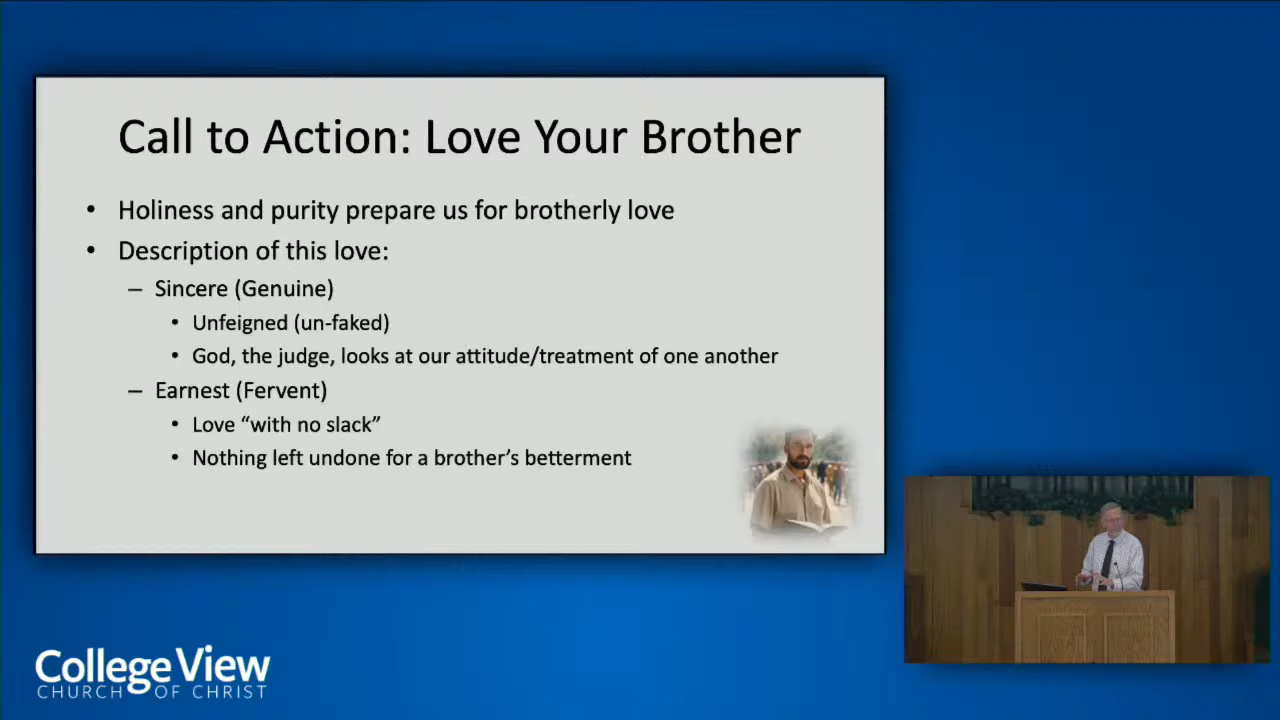 Call to Action: Love Your Brother
• Holiness and purity prepare us for brotherly love
• Description of this love:
– Sincere (Genuine)
• Unfeigned (un-faked)
• God, the judge, looks at our attitude/treatment of one another
– Earnest (Fervent)
• Love “with no slack”
• Nothing left undone for a brother’s betterment
College View
CHURCH OF CHRIST